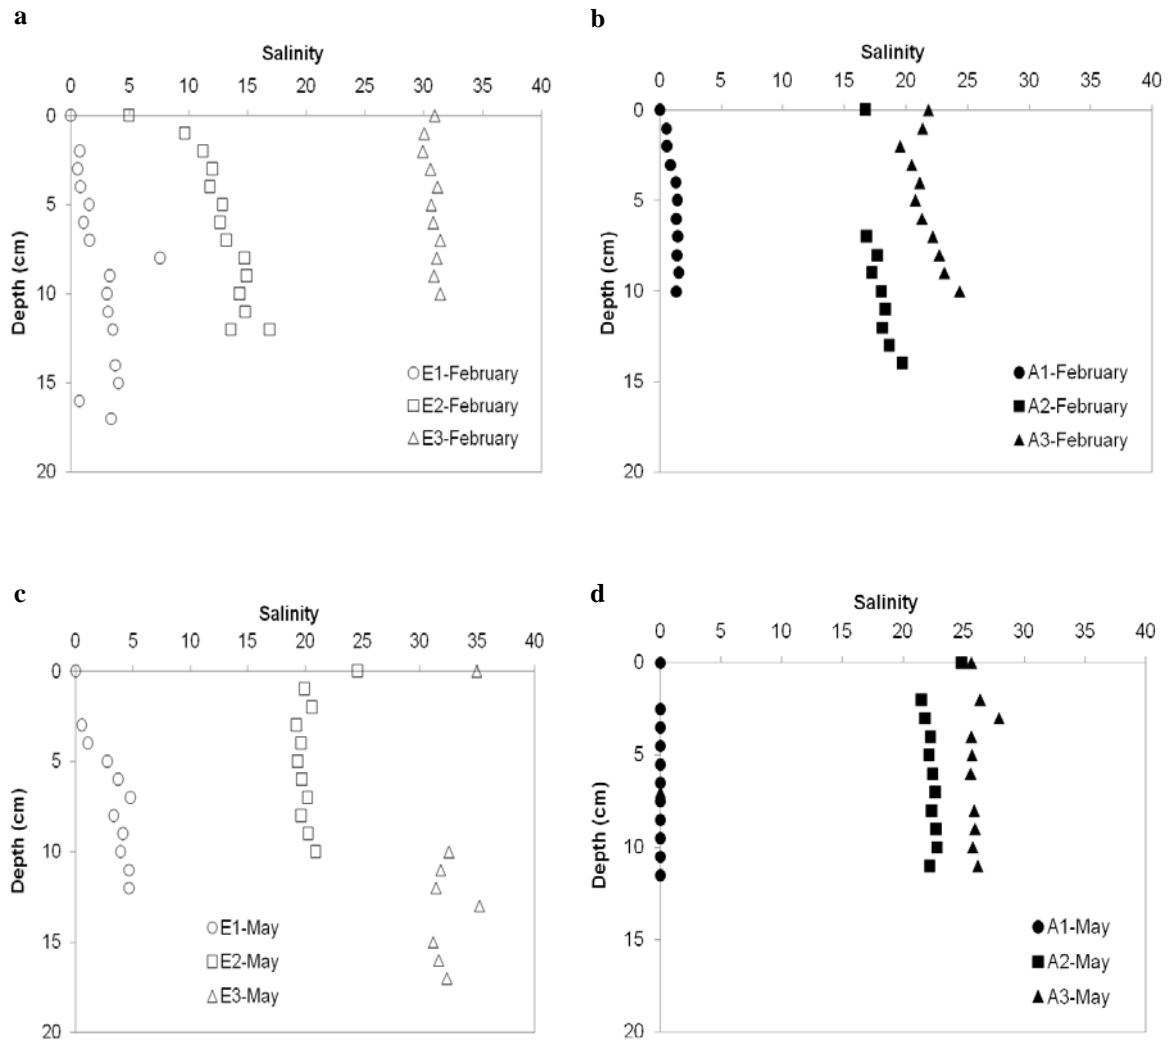 a
Salinity
0 5 10 15 20 25 30 35 40
0
5
10
15
20
Depth (cm)
E1-February
E2-February
E3-February
b
Salinity
0 5 10 15 20 25 30 35 40
0
5
10
15
20
Depth (cm)
A1-February
A2-February
A3-February
c
Salinity
0 5 10 15 20 25 30 35 40
0
5
10
15
20
Depth (cm)
E1-May
E2-May
E3-May
d
Salinity
0 5 10 15 20 25 30 35 40
0
5
10
15
20
Depth (cm)
A1-May
A2-May
A3-May